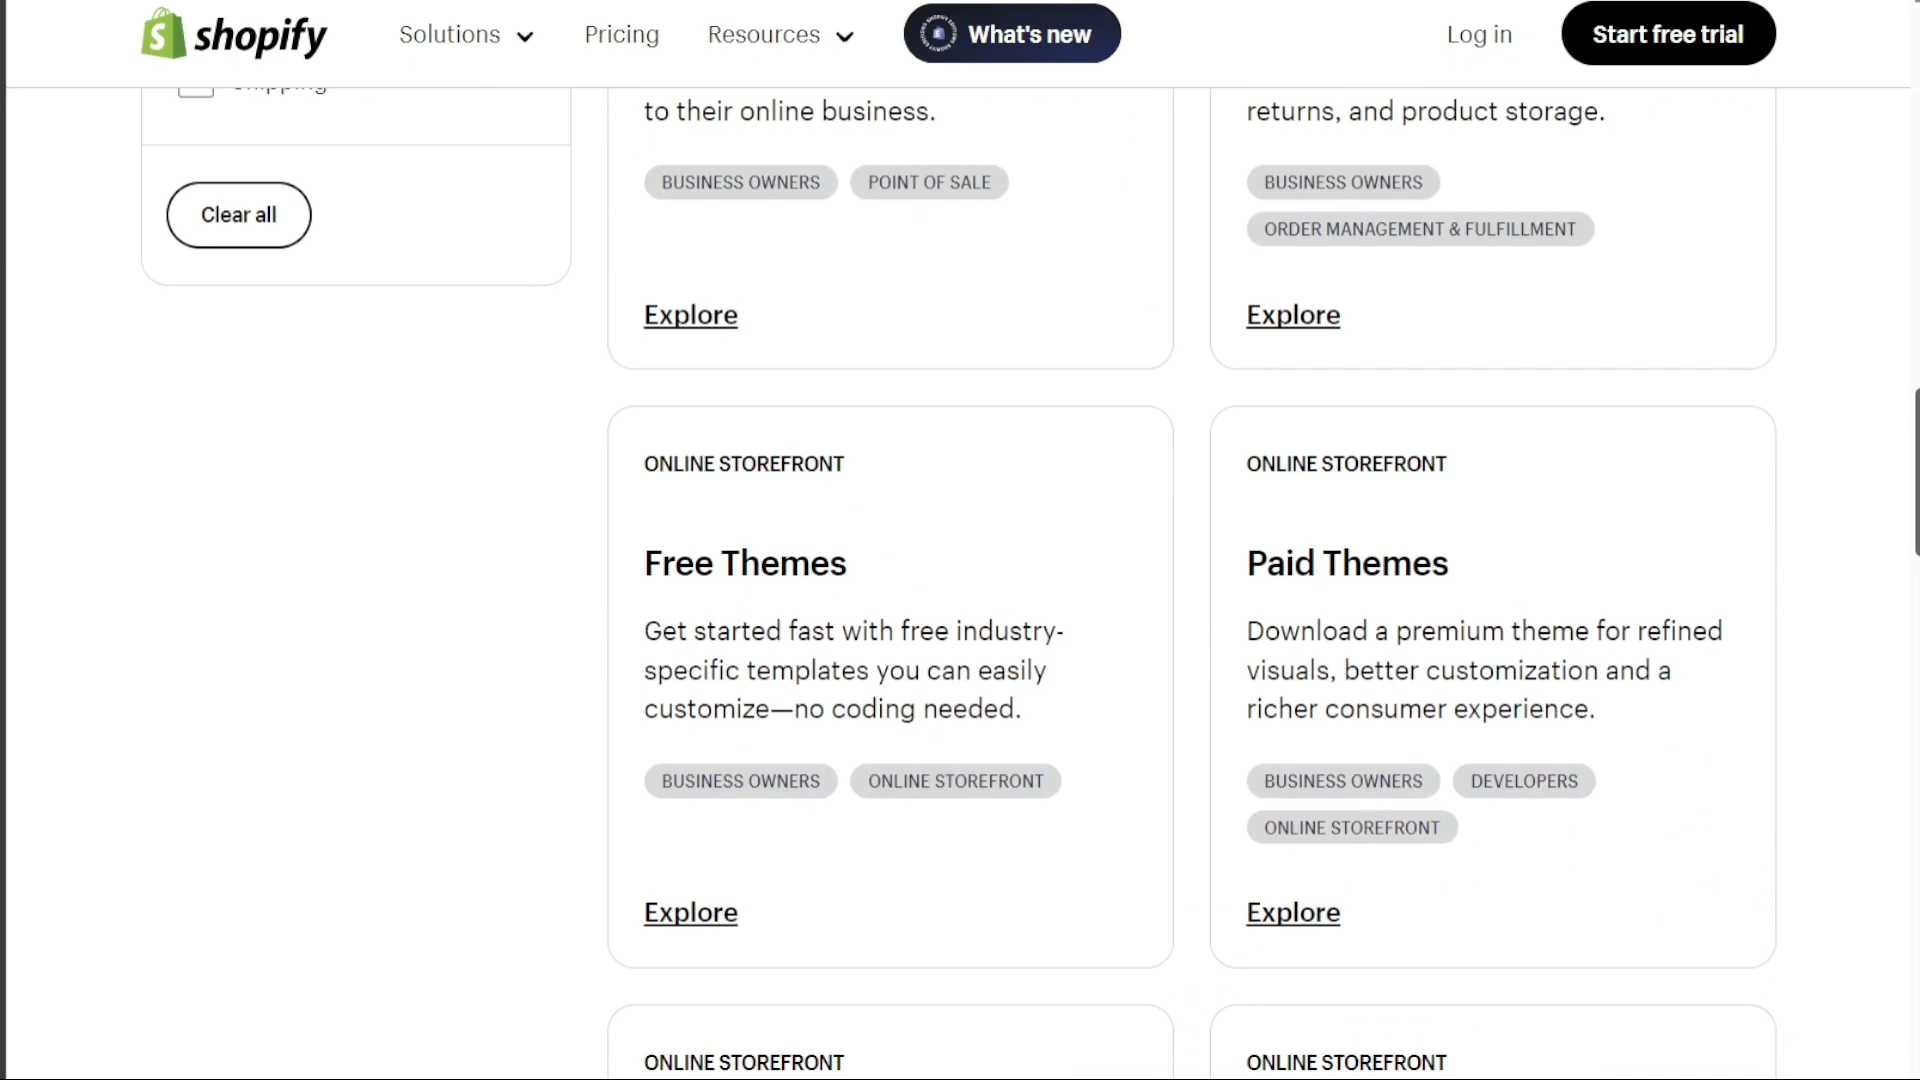 shopify
Solutions
Pricing
Resources
What's new
Log in
Start free trial
Shipping
Clear all
to their online business.
BUSINESS OWNERS
POINT OF SALE
Explore
returns, and product storage.
BUSINESS OWNERS
ORDER MANAGEMENT & FULFILLMENT
Explore
ONLINE STOREFRONT
Free Themes
Get started fast with free industry-
specific templates you can easily
customize—no coding needed.
BUSINESS OWNERS
ONLINE STOREFRONT
Explore
ONLINE STOREFRONT
Paid Themes
Download a premium theme for refined
visuals, better customization and a
richer consumer experience.
BUSINESS OWNERS
DEVELOPERS
ONLINE STOREFRONT
Explore
ONLINE STOREFRONT
ONLINE STOREFRONT